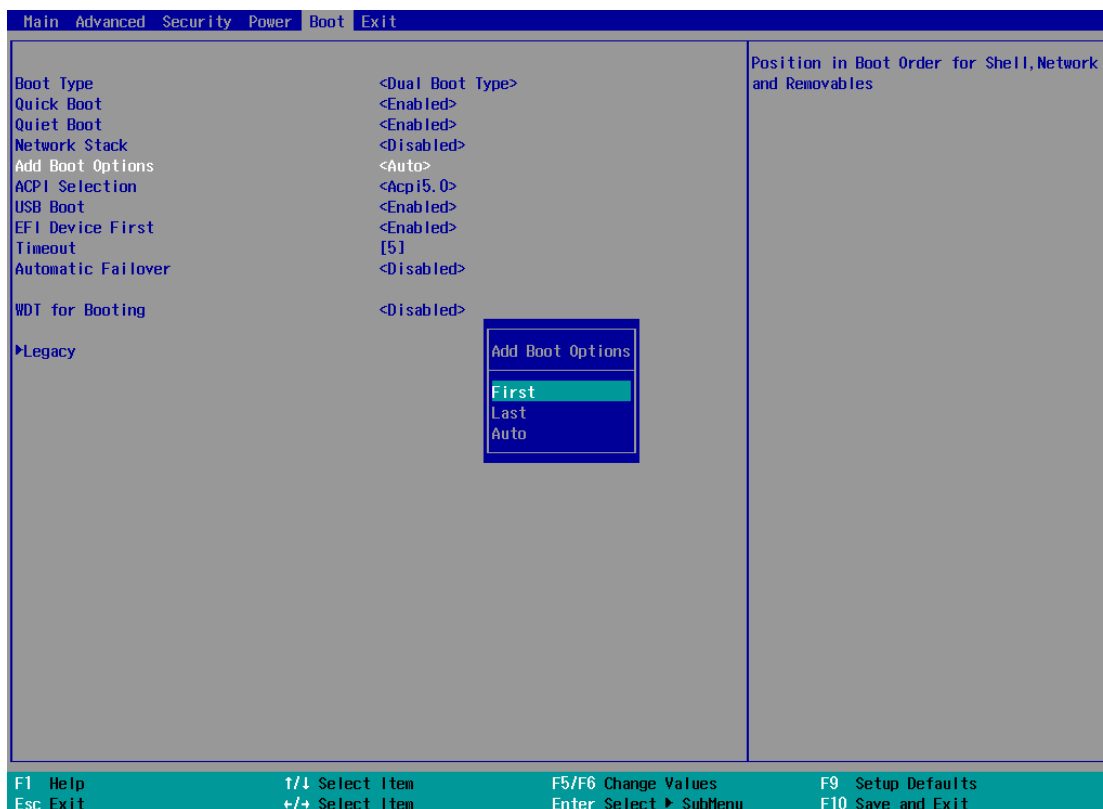 Main Advanced Security Power Boot Exit
Position in Boot Order for Shell,Network
and Removables
Boot Type <Dual Boot Type>
Quick Boot <Enabled>
Quiet Boot <Enabled>
Network Stack <Disabled>
Add Boot Options <Auto>
ACPI Selection <Acpi5.0>
USB Boot <Enabled>
EFI Device First <Enabled>
Timeout [5]
Automatic Failover <Disabled>
WDT for Booting <Disabled>
▶Legacy
Add Boot Options
First
Last
Auto
F1 Help ↑/↓ Select Item F5/F6 Change Values F9 Setup Defaults
Esc Exit ←/→ Select Item Enter Select ▶ SubMenu F10 Save and Exit